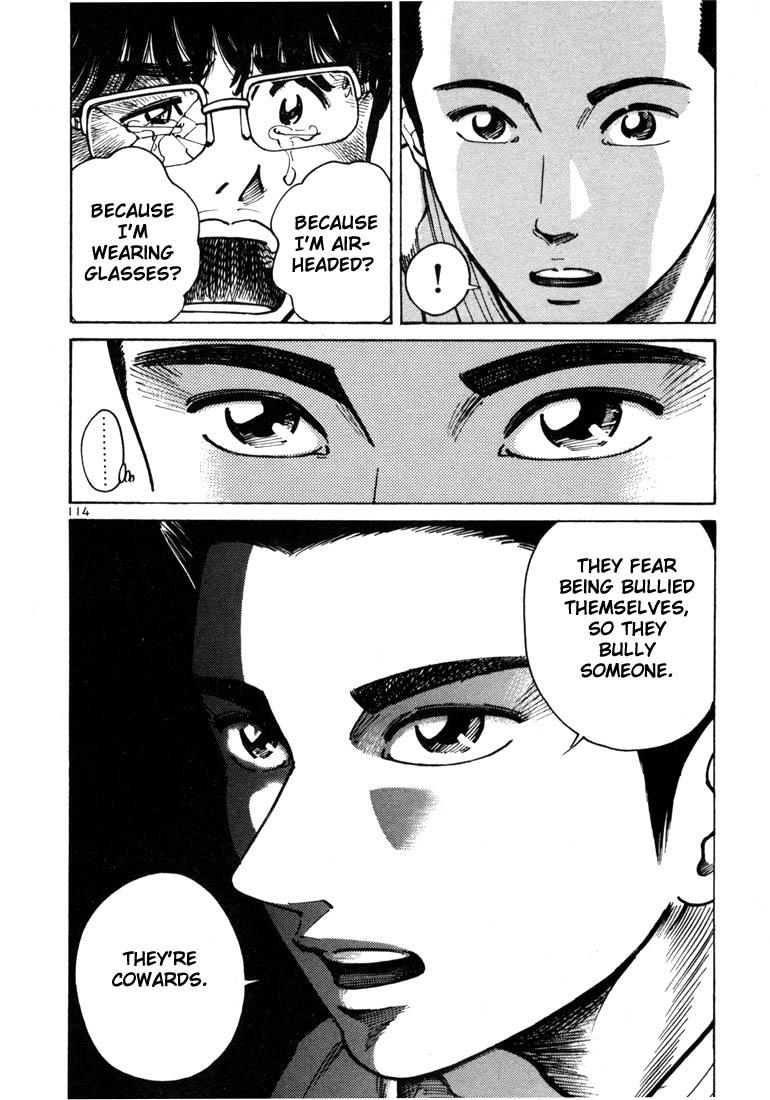 !
BECAUSE
I'M AIR-
HEADED?
BECAUSE
I'M
WEARING
GLASSES?
..........
114
THEY FEAR
BEING BULLIED
THEMSELVES,
SO THEY
BULLY
SOMEONE.
THEY'RE
COWARDS.